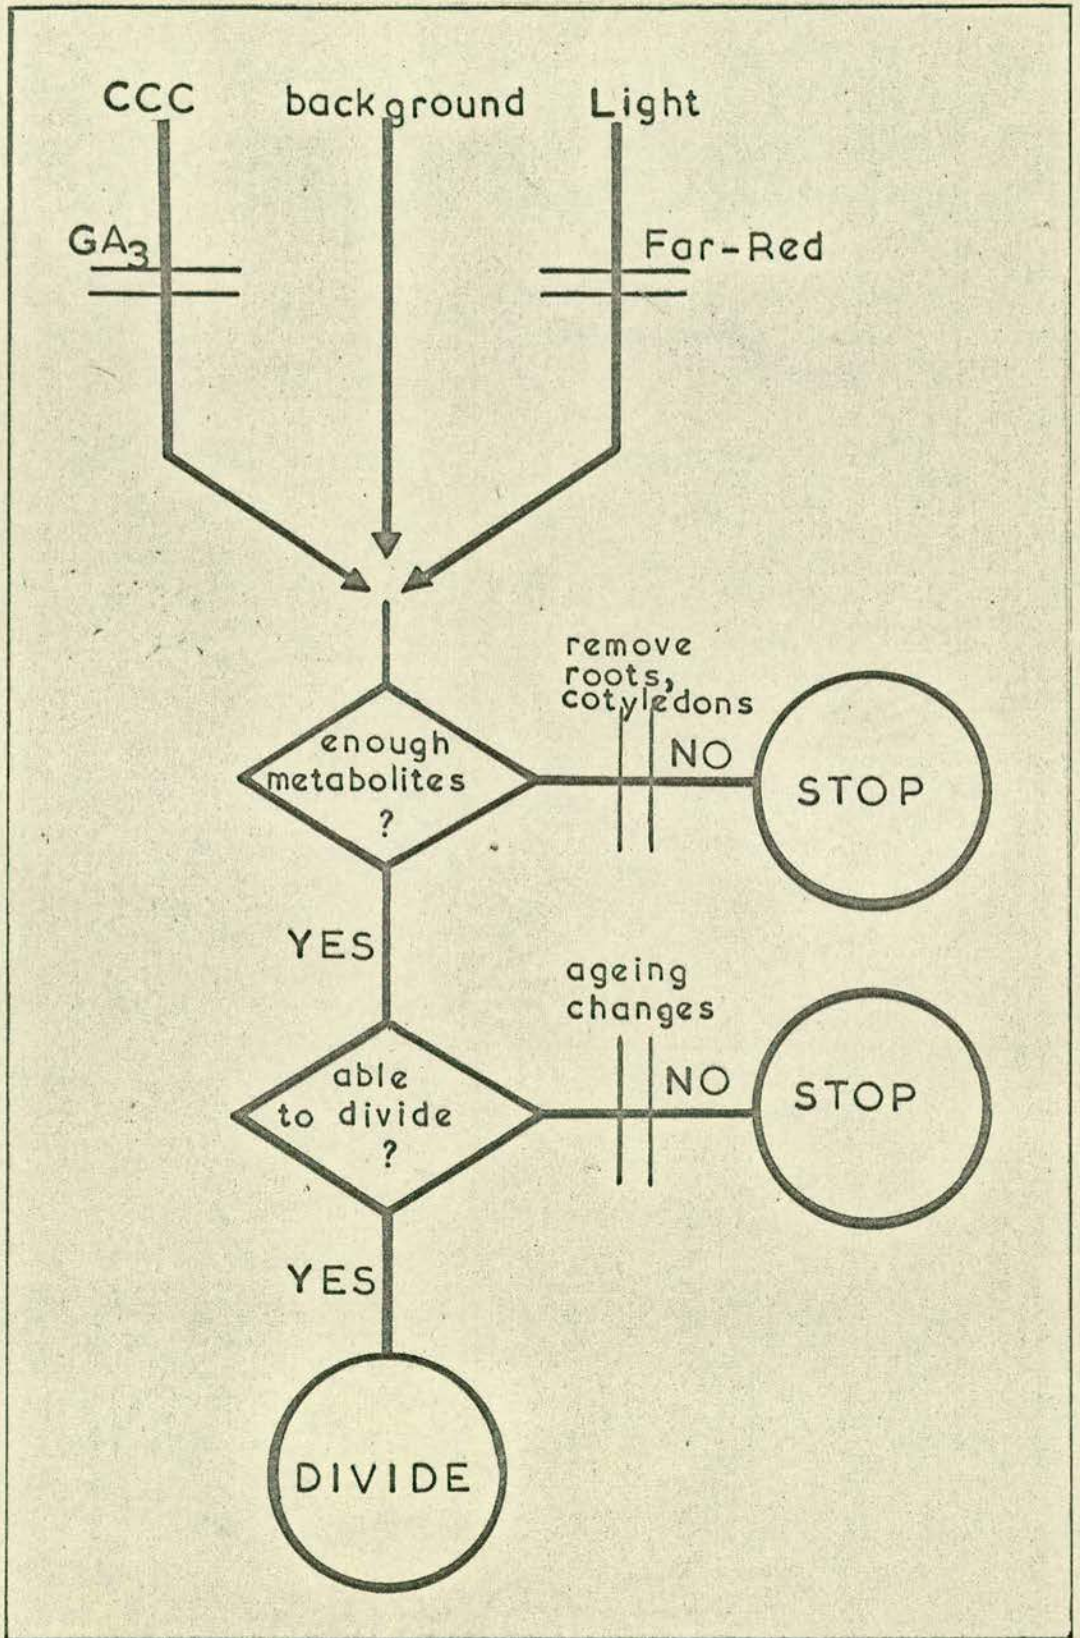 CCC background Light
GA3 Far-Red
remove
roots,
cotyledons
enough
metabolites
?
NO
STOP
YES
ageing
changes
able
to divide
?
NO
STOP
YES
DIVIDE